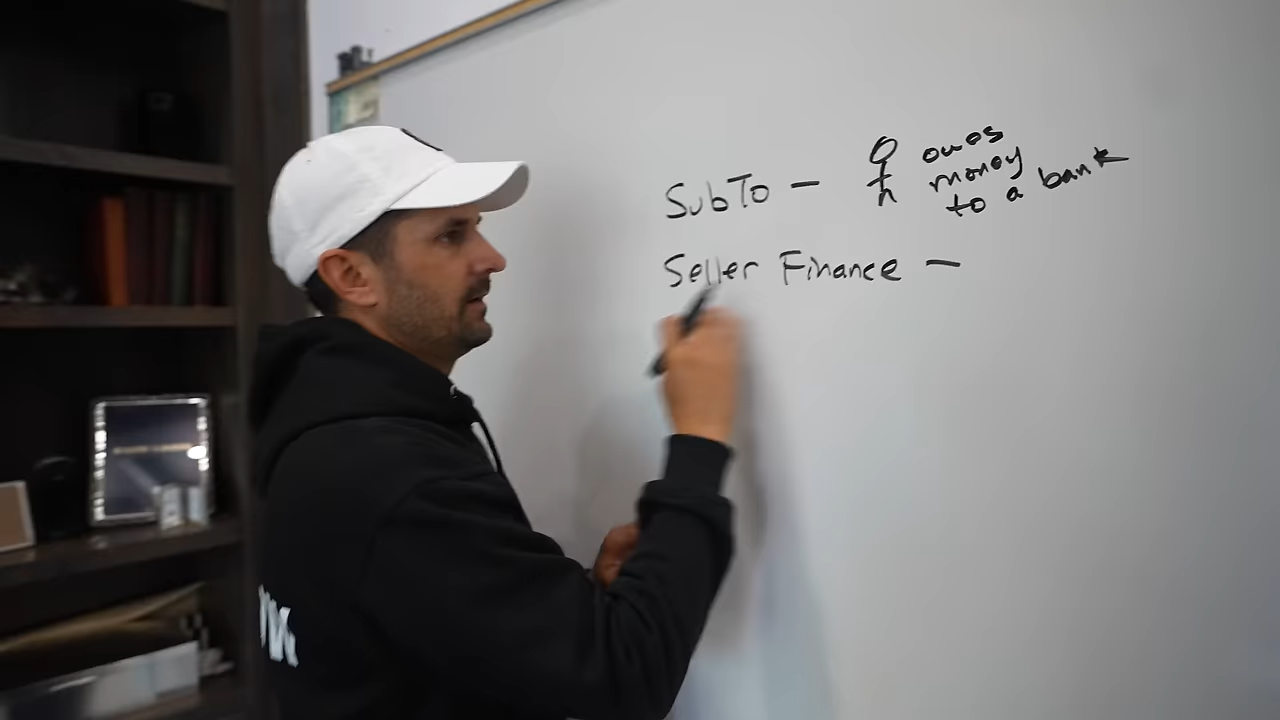 SubTo - owes
money
to a bank
Seller Finance -